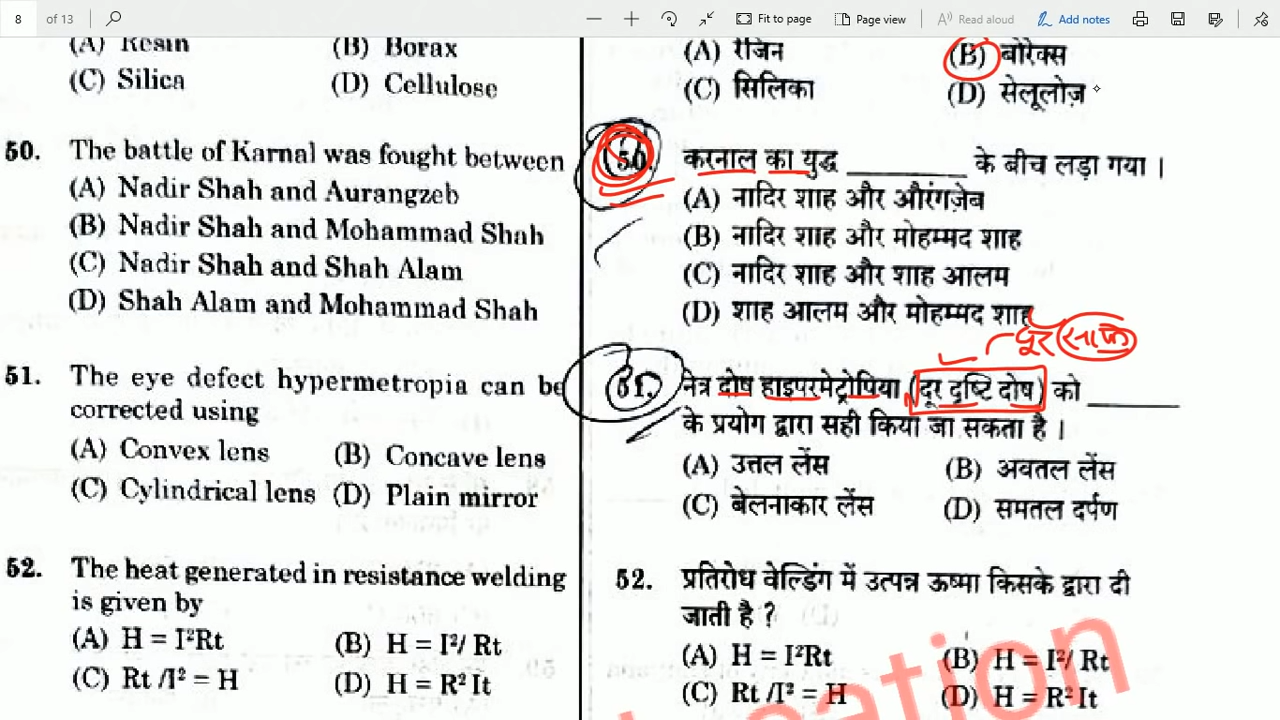 8 of 13
Fit to page
Page view
Read aloud
Add notes
(A) Resin (B) Borax
(C) Silica (D) Cellulose
50. The battle of Karnal was fought between
(A) Nadir Shah and Aurangzeb
(B) Nadir Shah and Mohammad Shah
(C) Nadir Shah and Shah Alam
(D) Shah Alam and Mohammad Shah
51. The eye defect hypermetropia can be
corrected using
(A) Convex lens (B) Concave lens
(C) Cylindrical lens (D) Plain mirror
52. The heat generated in resistance welding
is given by
(A) H = I²Rt (B) H = I²/ Rt
(C) Rt /I² = H (D) H = R² It
(A) रेजिन (B) बोरेक्स
(C) सिलिका (D) सेलूलोज़
50. करनाल का युद्ध ________ के बीच लड़ा गया ।
(A) नादिर शाह और औरंगज़ेब
(B) नादिर शाह और मोहम्मद शाह
(C) नादिर शाह और शाह आलम
(D) शाह आलम और मोहम्मद शाह
दूर
51. नेत्र दोष हाइपरमेट्रोपिया (दूर दृष्टि दोष) को ________
के प्रयोग द्वारा सही किया जा सकता है ।
(A) उत्तल लेंस (B) अवतल लेंस
(C) बेलनाकार लेंस (D) समतल दर्पण
52. प्रतिरोध वेल्डिंग में उत्पन्न ऊष्मा किसके द्वारा दी
जाती है ?
(A) H = I²Rt (B) H = I²/ Rt
(C) Rt /I² = H (D) H = R² It